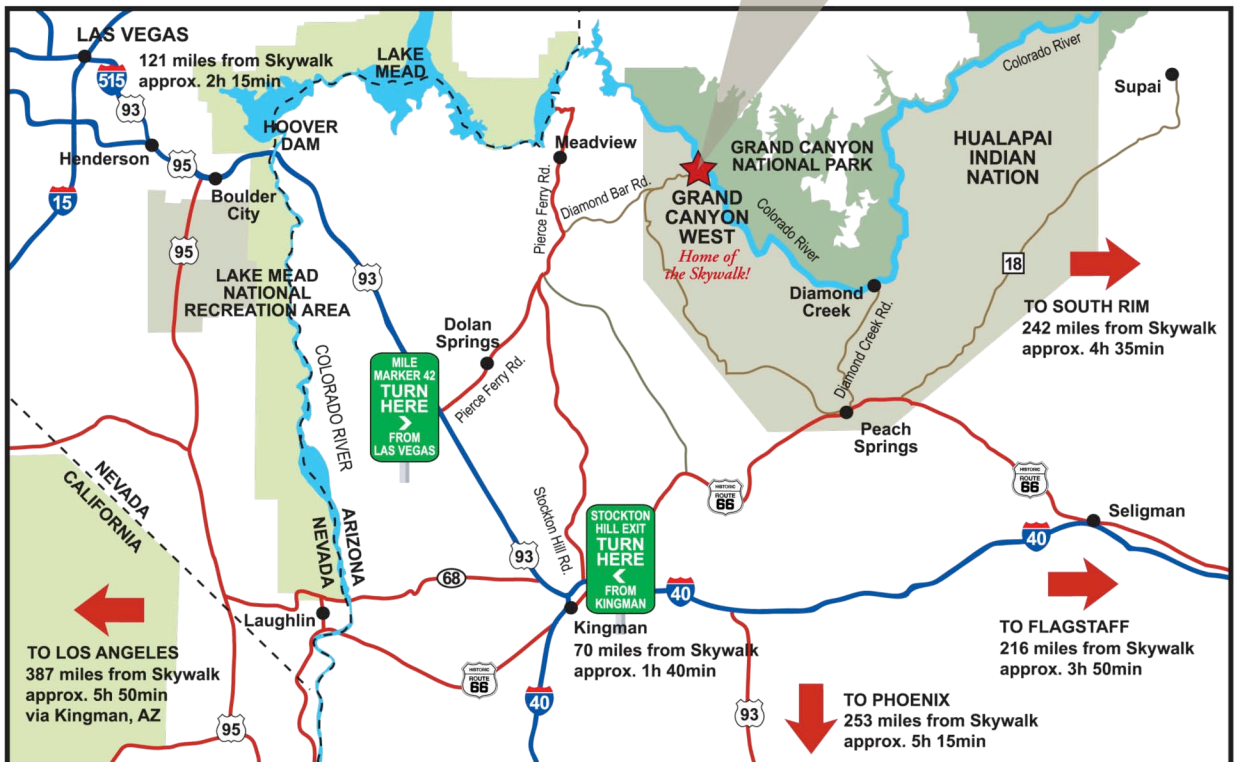 LAS VEGAS
121 miles from Skywalk
approx. 2h 15min
515
93
LAKE
MEAD
Colorado River
Supai
HOOVER
DAM
Henderson
95
Meadview
GRAND CANYON
NATIONAL PARK
HUALAPAI
INDIAN
NATION
15
Boulder
City
Pierce Ferry Rd.
Diamond Bar Rd.
GRAND
CANYON
WEST
Home of
the Skywalk!
Colorado River
95
93
18
LAKE MEAD
NATIONAL
RECREATION AREA
Diamond
Creek
TO SOUTH RIM
242 miles from Skywalk
approx. 4h 35min
Dolan
Springs
COLORADO RIVER
MILE
MARKER 42
TURN
HERE
>
FROM
LAS VEGAS
Pierce Ferry Rd.
Diamond Creek Rd.
Peach
Springs
NEVADA
CALIFORNIA
HISTORIC
ROUTE
66
HISTORIC
ROUTE
66
Stockton Hill Rd.
STOCKTON
HILL EXIT
TURN
HERE
<
FROM
KINGMAN
Seligman
40
ARIZONA
NEVADA
93
68
40
Laughlin
Kingman
70 miles from Skywalk
approx. 1h 40min
TO LOS ANGELES
387 miles from Skywalk
approx. 5h 50min
via Kingman, AZ
TO FLAGSTAFF
216 miles from Skywalk
approx. 3h 50min
HISTORIC
ROUTE
66
40
95
93
TO PHOENIX
253 miles from Skywalk
approx. 5h 15min